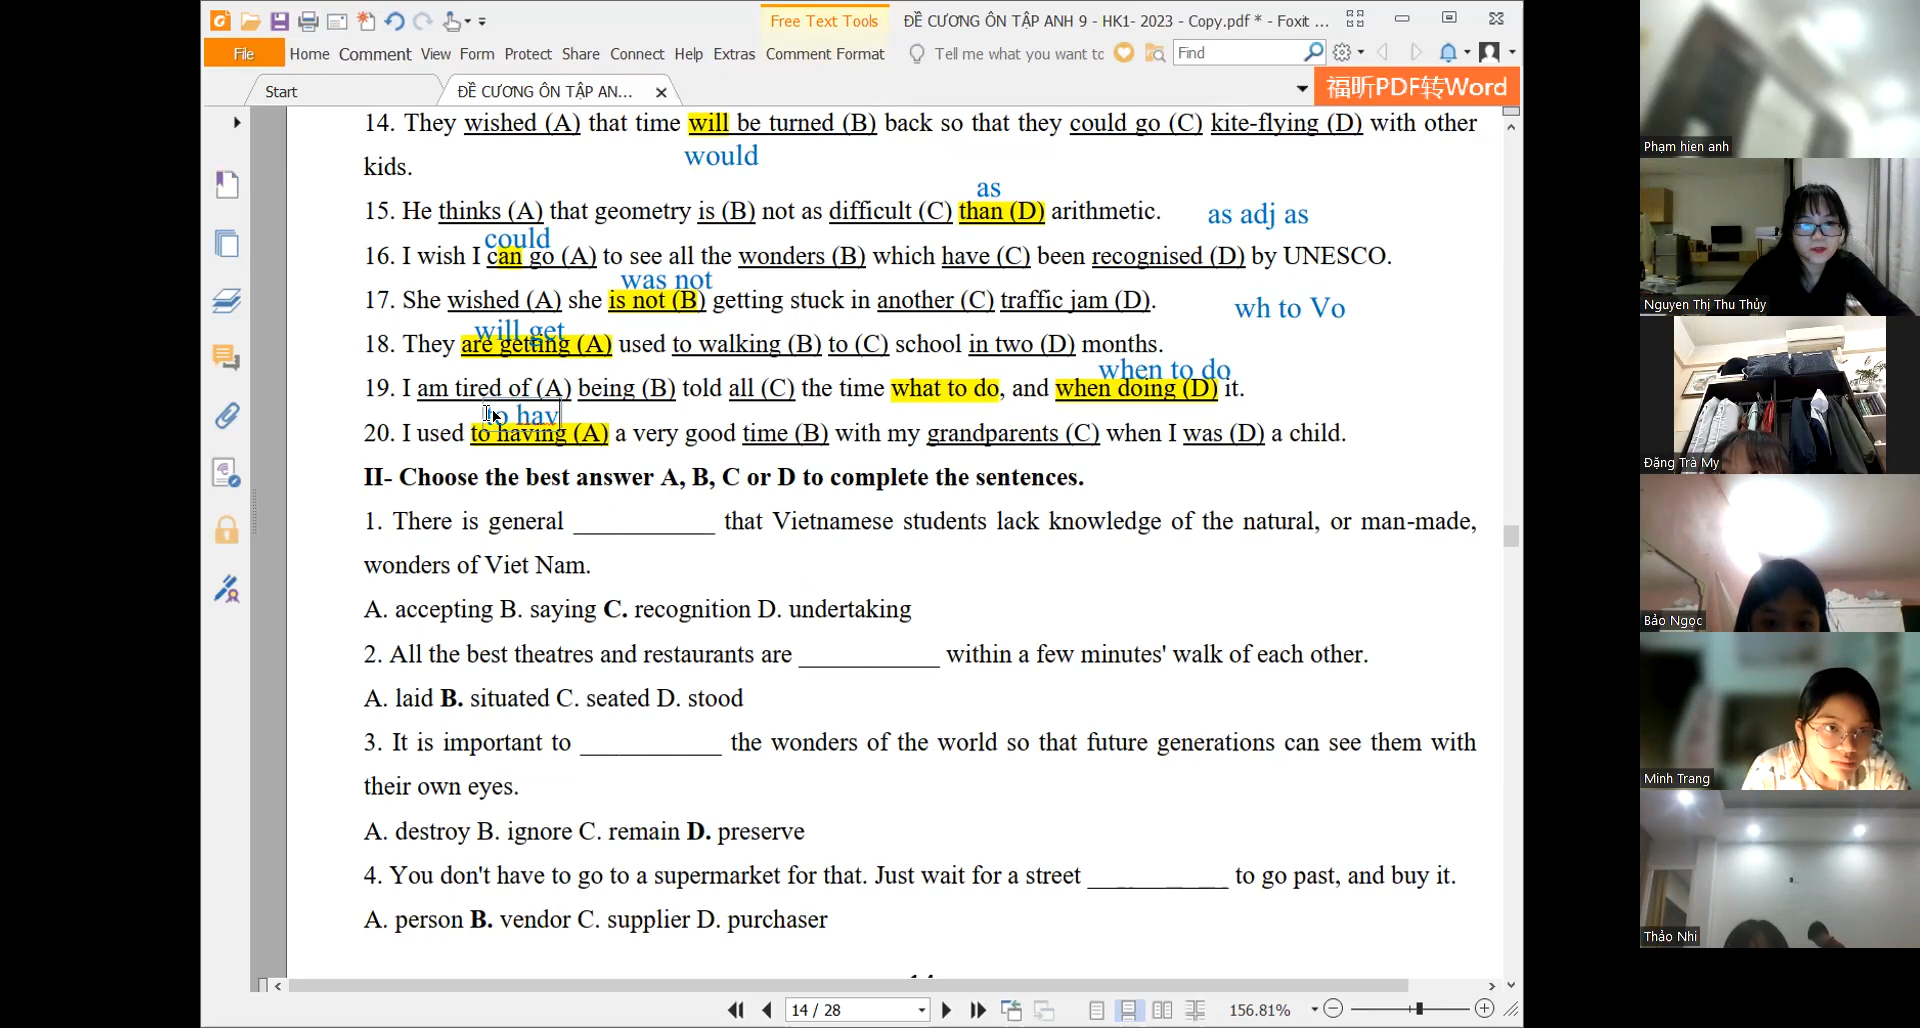 Free Text Tools
ĐỀ CƯƠNG ÔN TẬP ANH 9 - HK1- 2023 - Copy.pdf * - Foxit ...
File Home Comment View Form Protect Share Connect Help Extras Comment Format Tell me what you want to Find
Start ĐỀ CƯƠNG ÔN TẬP AN... 福昕PDF转Word
14. They wished (A) that time will be turned (B) back so that they could go (C) kite-flying (D) with other
would
kids.
as
15. He thinks (A) that geometry is (B) not as difficult (C) than (D) arithmetic. as adj as
could
16. I wish I can go (A) to see all the wonders (B) which have (C) been recognised (D) by UNESCO.
was not
17. She wished (A) she is not (B) getting stuck in another (C) traffic jam (D). wh to Vo
will get
18. They are getting (A) used to walking (B) to (C) school in two (D) months.
when to do
19. I am tired of (A) being (B) told all (C) the time what to do, and when doing (D) it.
to hav
20. I used to having (A) a very good time (B) with my grandparents (C) when I was (D) a child.
II- Choose the best answer A, B, C or D to complete the sentences.
1. There is general ___________ that Vietnamese students lack knowledge of the natural, or man-made,
wonders of Viet Nam.
A. accepting B. saying C. recognition D. undertaking
2. All the best theatres and restaurants are ___________ within a few minutes' walk of each other.
A. laid B. situated C. seated D. stood
3. It is important to ___________ the wonders of the world so that future generations can see them with
their own eyes.
A. destroy B. ignore C. remain D. preserve
4. You don't have to go to a supermarket for that. Just wait for a street ___________ to go past, and buy it.
A. person B. vendor C. supplier D. purchaser
14 / 28
156.81%
Phạm hien anh
Nguyen Thị Thu Thủy
Đặng Trà My
Bảo Ngọc
Minh Trang
Thảo Nhi